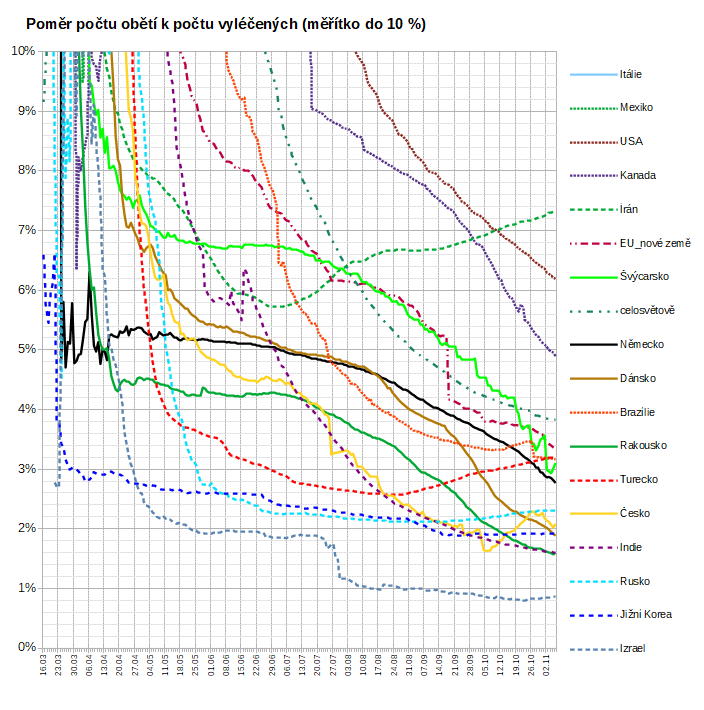 Poměr počtu obětí k počtu vyléčených (měřítko do 10 %)
10%
9%
8%
7%
6%
5%
4%
3%
2%
1%
0%
16.03
23.03
30.03
06.04
13.04
20.04
27.04
04.05
11.05
18.05
25.05
01.06
08.06
15.06
22.06
29.06
06.07
13.07
20.07
27.07
03.08
10.08
17.08
24.08
31.08
07.09
14.09
21.09
28.09
05.10
12.10
19.10
26.10
02.11
Itálie
Mexiko
USA
Kanada
Írán
EU_nové země
Švýcarsko
celosvětově
Německo
Dánsko
Brazílie
Rakousko
Turecko
Česko
Indie
Rusko
Jižní Korea
Izrael